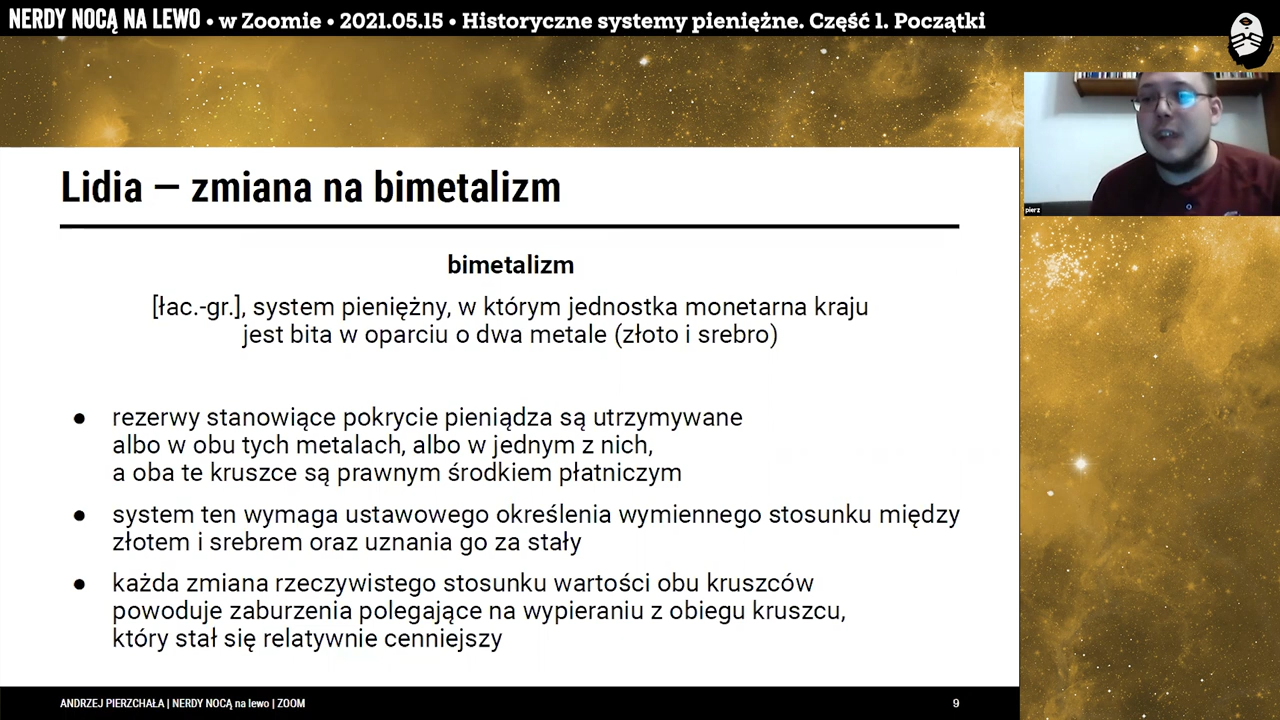 NERDY NOCĄ NA LEWO • w Zoomie • 2021.05.15 • Historyczne systemy pieniężne. Część 1. Początki
pierz
Lidia — zmiana na bimetalizm
bimetalizm
[łac.-gr.], system pieniężny, w którym jednostka monetarna kraju
jest bita w oparciu o dwa metale (złoto i srebro)
● rezerwy stanowiące pokrycie pieniądza są utrzymywane
albo w obu tych metalach, albo w jednym z nich,
a oba te kruszce są prawnym środkiem płatniczym
● system ten wymaga ustawowego określenia wymiennego stosunku między
złotem i srebrem oraz uznania go za stały
● każda zmiana rzeczywistego stosunku wartości obu kruszców
powoduje zaburzenia polegające na wypieraniu z obiegu kruszcu,
który stał się relatywnie cenniejszy
ANDRZEJ PIERZCHAŁA | NERDY NOCĄ na lewo | ZOOM 9